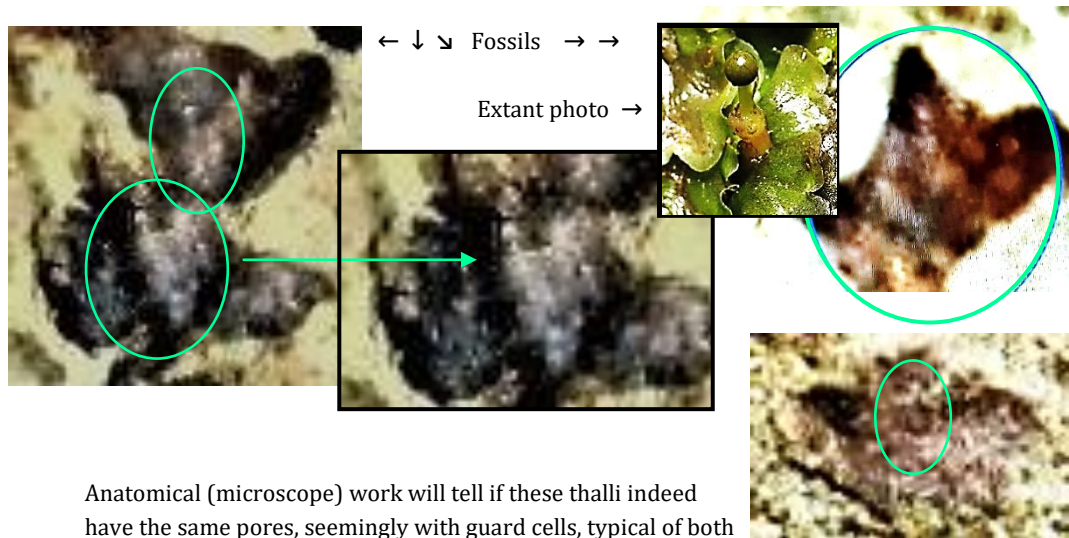 ← ↓ ↘ Fossils → →
Extant photo →
Anatomical (microscope) work will tell if these thalli indeed
have the same pores, seemingly with guard cells, typical of both